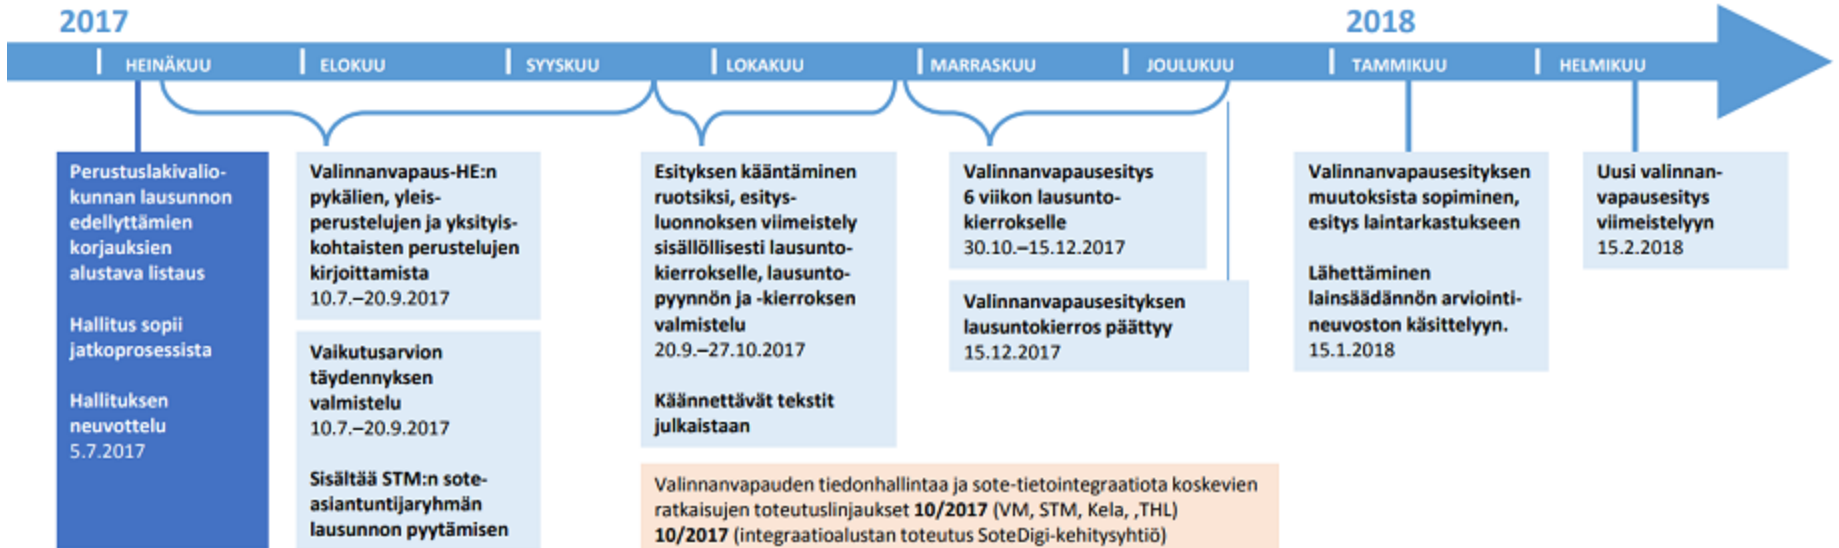 2017
2018
HEINÄKUU
ELOKUU
SYYSKUU
LOKAKUU
MARRASKUU
JOULUKUU
TAMMIKUU
HELMIKUU
Perustuslakivalio-
kunnan lausunnon
edellyttämien
korjauksien
alustava listaus
Hallitus sopii
jatkoprosessista
Hallituksen
neuvottelu
5.7.2017
Valinnanvapaus-HE:n
pykälien, yleis-
perustelujen ja yksityis-
kohtaisten perustelujen
kirjoittamista
10.7.–20.9.2017
Vaikutusarvion
täydennyksen
valmistelu
10.7.–20.9.2017
Sisältää STM:n sote-
asiantuntijaryhmän
lausunnon pyytämisen
Esityksen kääntäminen
ruotsiksi, esitys-
luonnoksen viimeistely
sisällöllisesti lausunto-
kierrokselle, lausunto-
pyynnön ja -kierroksen
valmistelu
20.9.–27.10.2017
Käännettävät tekstit
julkaistaan
Valinnanvapausesitys
6 viikon lausunto-
kierrokselle
30.10.–15.12.2017
Valinnanvapausesityksen
lausuntokierros päättyy
15.12.2017
Valinnanvapausesityksen
muutoksista sopiminen,
esitys laintarkastukseen
Lähettäminen
lainsäädännön arviointi-
neuvoston käsittelyyn.
15.1.2018
Uusi valinnan-
vapausesitys
viimeistelyyn
15.2.2018
Valinnanvapauden tiedonhallintaa ja sote-tietointegraatiota koskevien
ratkaisujen toteutuslinjaukset 10/2017 (VM, STM, Kela, ,THL)
10/2017 (integraatioalustan toteutus SoteDigi-kehitysyhtiö)